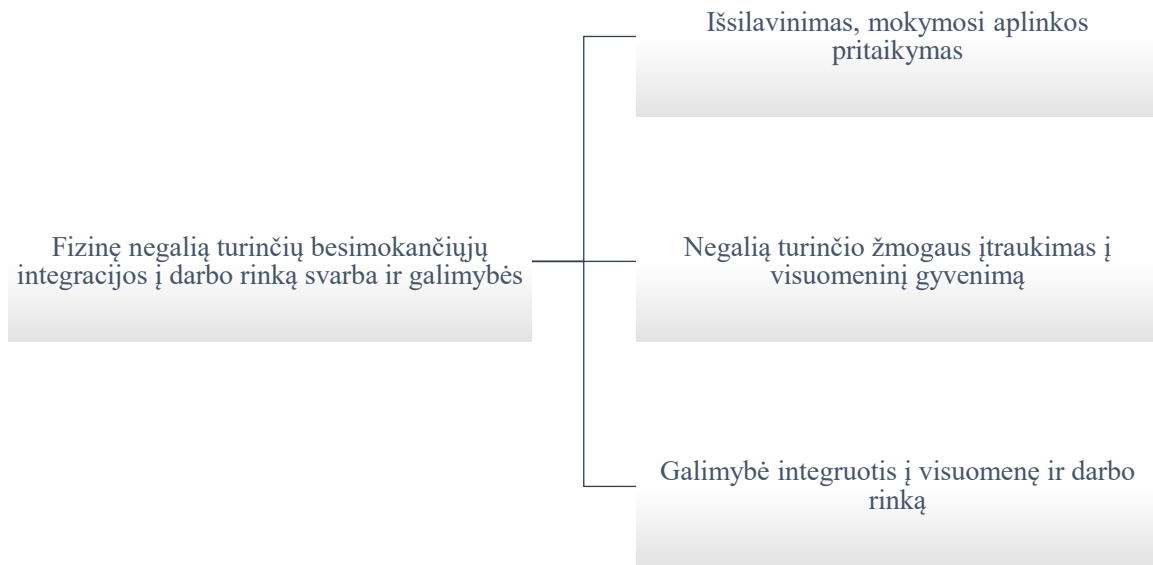 Išsilavinimas, mokymosi aplinkos
pritaikymas
Fizinę negalią turinčių besimokančiųjų
integracijos į darbo rinką svarba ir galimybės
Negalią turinčio žmogaus įtraukimas į
visuomeninį gyvenimą
Galimybė integruotis į visuomenę ir darbo
rinką